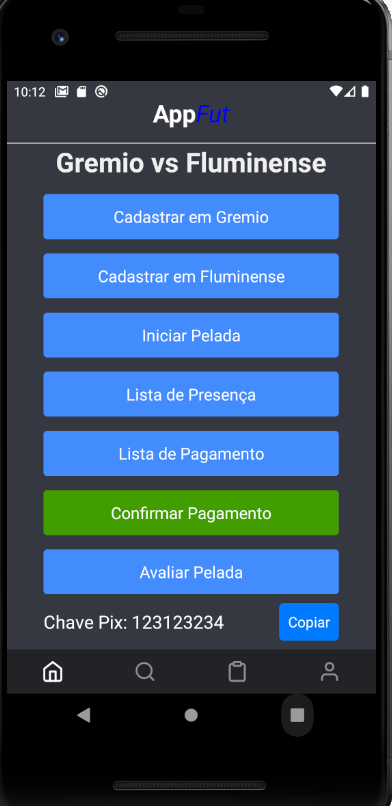 10:12
AppFut
Gremio vs Fluminense
Cadastrar em Gremio
Cadastrar em Fluminense
Iniciar Pelada
Lista de Presença
Lista de Pagamento
Confirmar Pagamento
Avaliar Pelada
Chave Pix: 123123234 Copiar